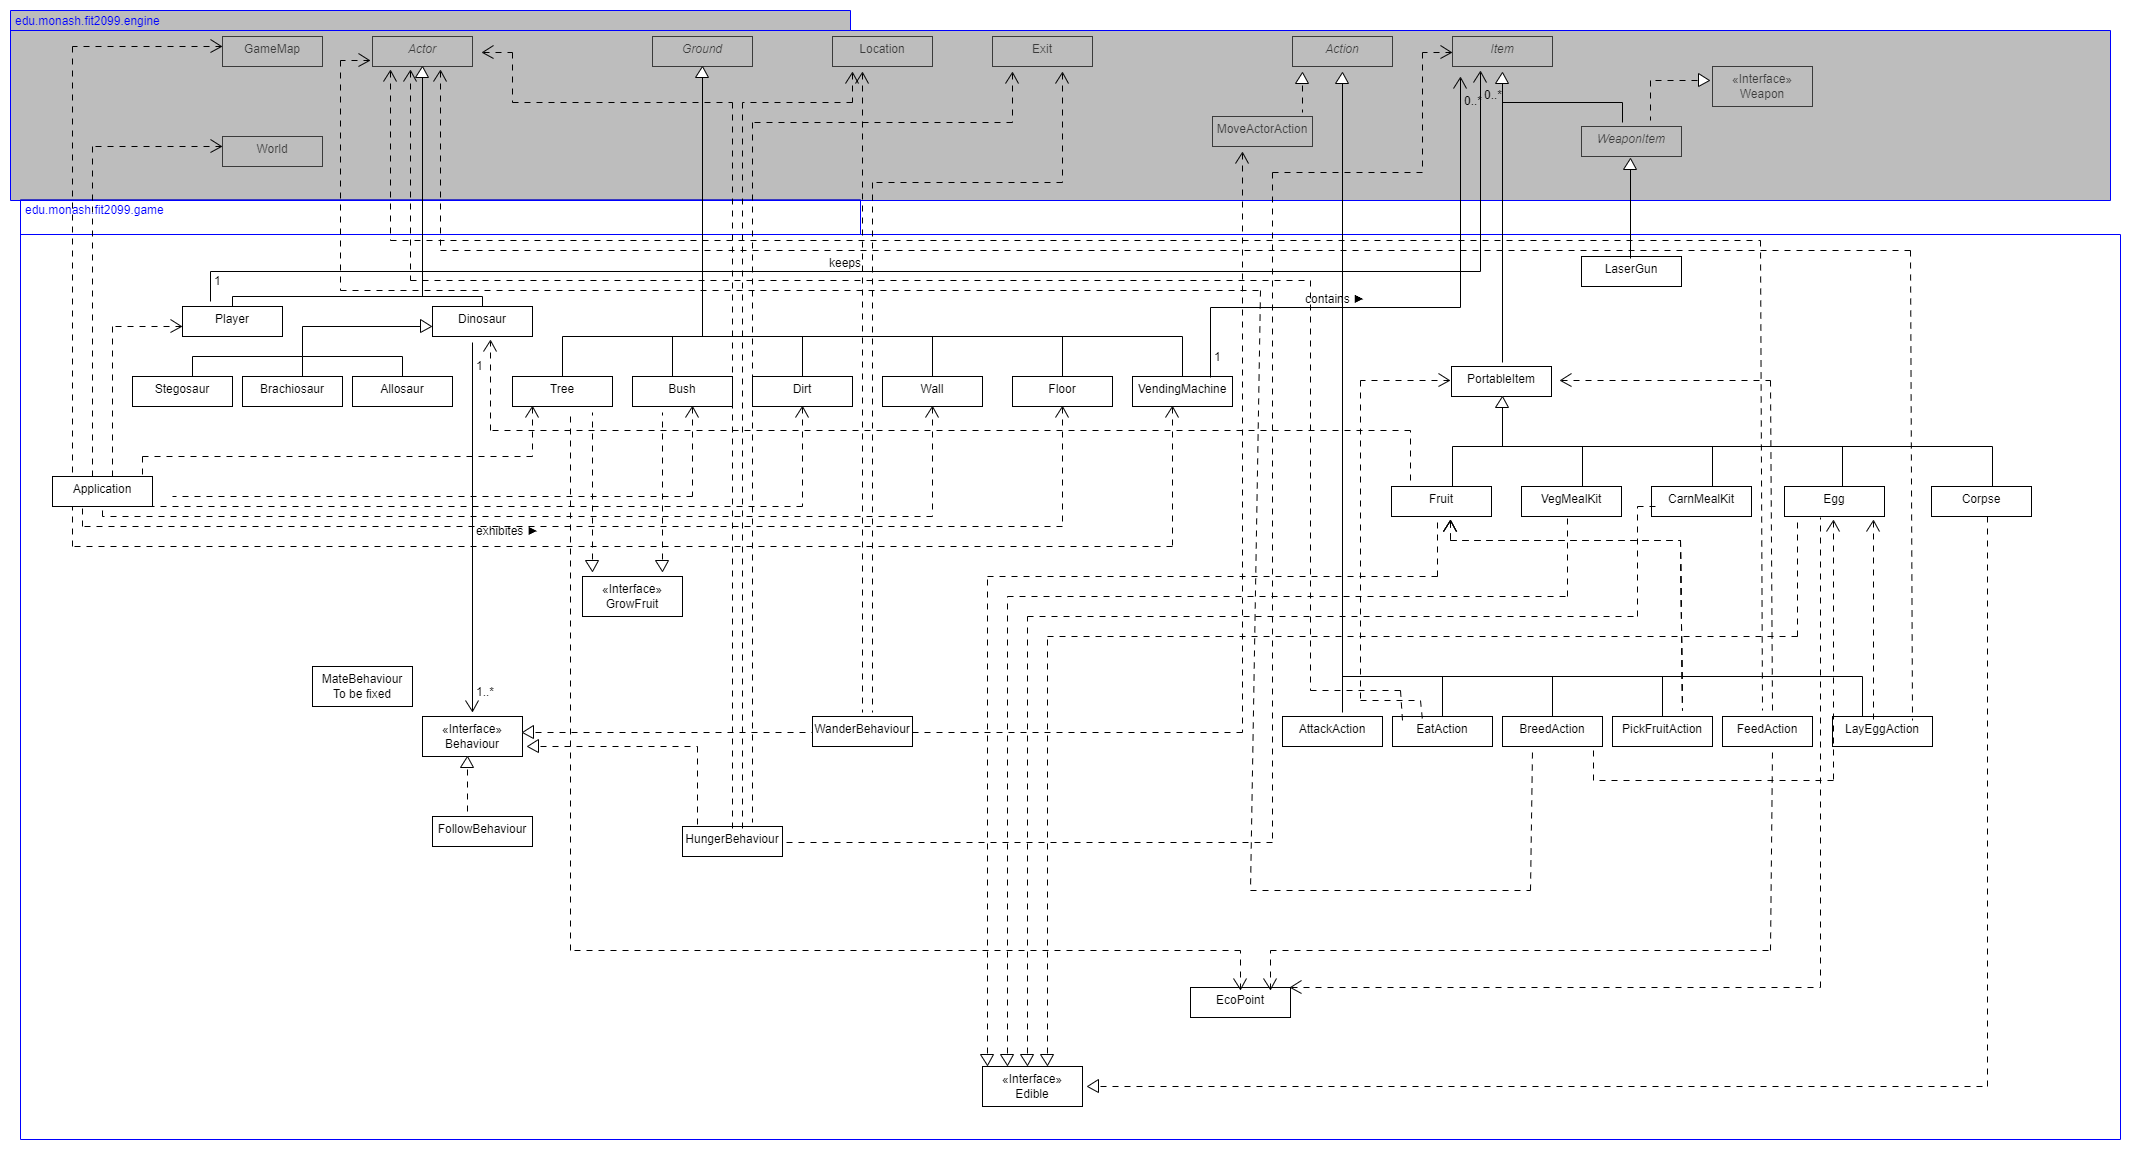 edu.monash.fit2099.engine
GameMap
Actor
Ground
Location
Exit
Action
Item
«Interface»
Weapon
0..*
0..*
MoveActorAction
WeaponItem
World
edu.monash.fit2099.game
keeps
LaserGun
1
contains ►
Player
Dinosaur
1
1
PortableItem
Stegosaur
Brachiosaur
Allosaur
Tree
Bush
Dirt
Wall
Floor
VendingMachine
Application
Fruit
VegMealKit
CarnMealKit
Egg
Corpse
exhibites ►
«Interface»
GrowFruit
MateBehaviour
To be fixed
1..*
«Interface»
Behaviour
WanderBehaviour
AttackAction
EatAction
BreedAction
PickFruitAction
FeedAction
LayEggAction
FollowBehaviour
HungerBehaviour
EcoPoint
«Interface»
Edible